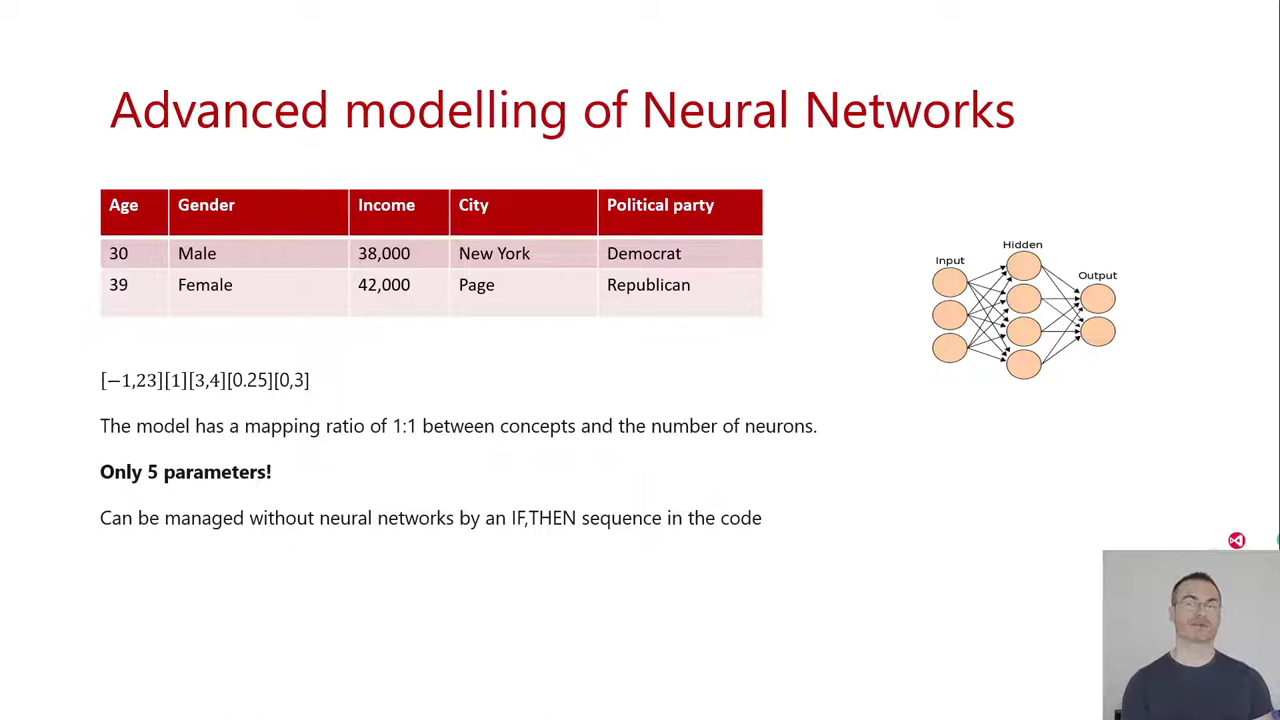 Advanced modelling of Neural Networks
Age Gender Income City Political party
30 Male 38,000 New York Democrat
39 Female 42,000 Page Republican
Hidden
Input
Output
[−1,23][1][3,4][0.25][0,3]
The model has a mapping ratio of 1:1 between concepts and the number of neurons.
Only 5 parameters!
Can be managed without neural networks by an IF,THEN sequence in the code